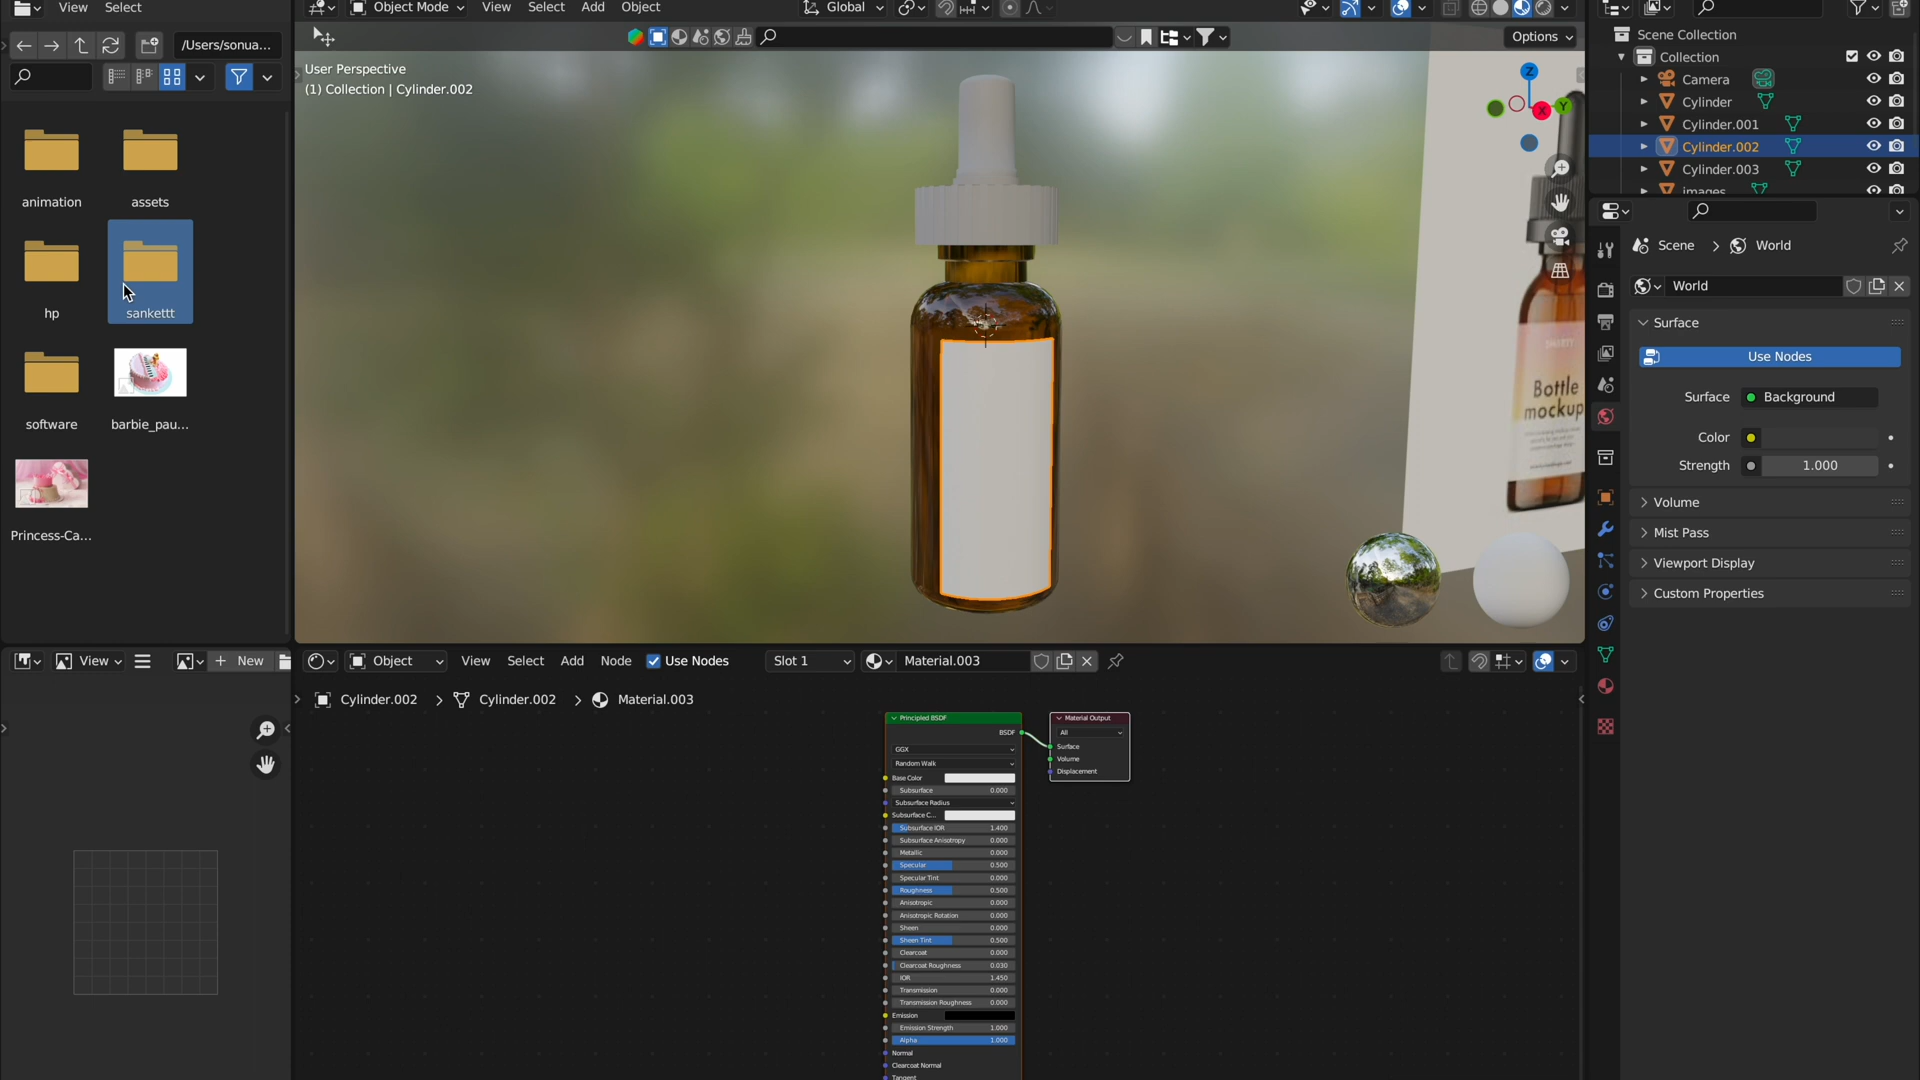 View Select
/Users/sonua...
animation assets
hp sankettt
software barbie_pau...
Princess-Ca...
Object Mode View Select Add Object Global
Options
User Perspective
(1) Collection | Cylinder.002
Z
Y
X
Bottle
mockup
Scene Collection
Collection
Camera
Cylinder
Cylinder.001
Cylinder.002
Cylinder.003
images
Scene > World
World
Surface
Use Nodes
Surface Background
Color
Strength 1.000
Volume
Mist Pass
Viewport Display
Custom Properties
View + New
Object View Select Add Node Use Nodes Slot 1 Material.003
Cylinder.002 > Cylinder.002 > Material.003
Principled BSDF
BSDF
GGX
Random Walk
Base Color
Subsurface 0.000
Subsurface Radius
Subsurface C...
Subsurface IOR 1.400
Subsurface Anisotropy 0.000
Metallic 0.000
Specular 0.500
Specular Tint 0.000
Roughness 0.500
Anisotropic 0.000
Anisotropic Rotation 0.000
Sheen 0.000
Sheen Tint 0.500
Clearcoat 0.000
Clearcoat Roughness 0.030
IOR 1.450
Transmission 0.000
Transmission Roughness 0.000
Emission
Emission Strength 1.000
Alpha 1.000
Normal
Clearcoat Normal
Tangent
Material Output
All
Surface
Volume
Displacement